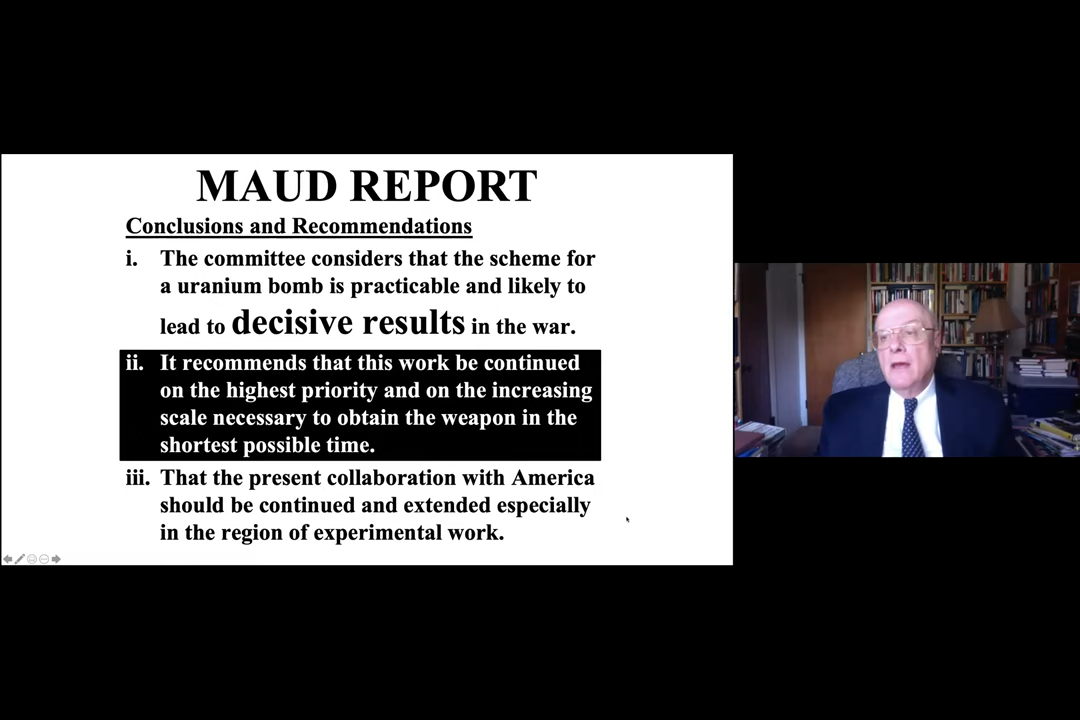 MAUD REPORT
Conclusions and Recommendations
i. The committee considers that the scheme for
a uranium bomb is practicable and likely to
lead to decisive results in the war.
ii. It recommends that this work be continued
on the highest priority and on the increasing
scale necessary to obtain the weapon in the
shortest possible time.
iii. That the present collaboration with America
should be continued and extended especially
in the region of experimental work.